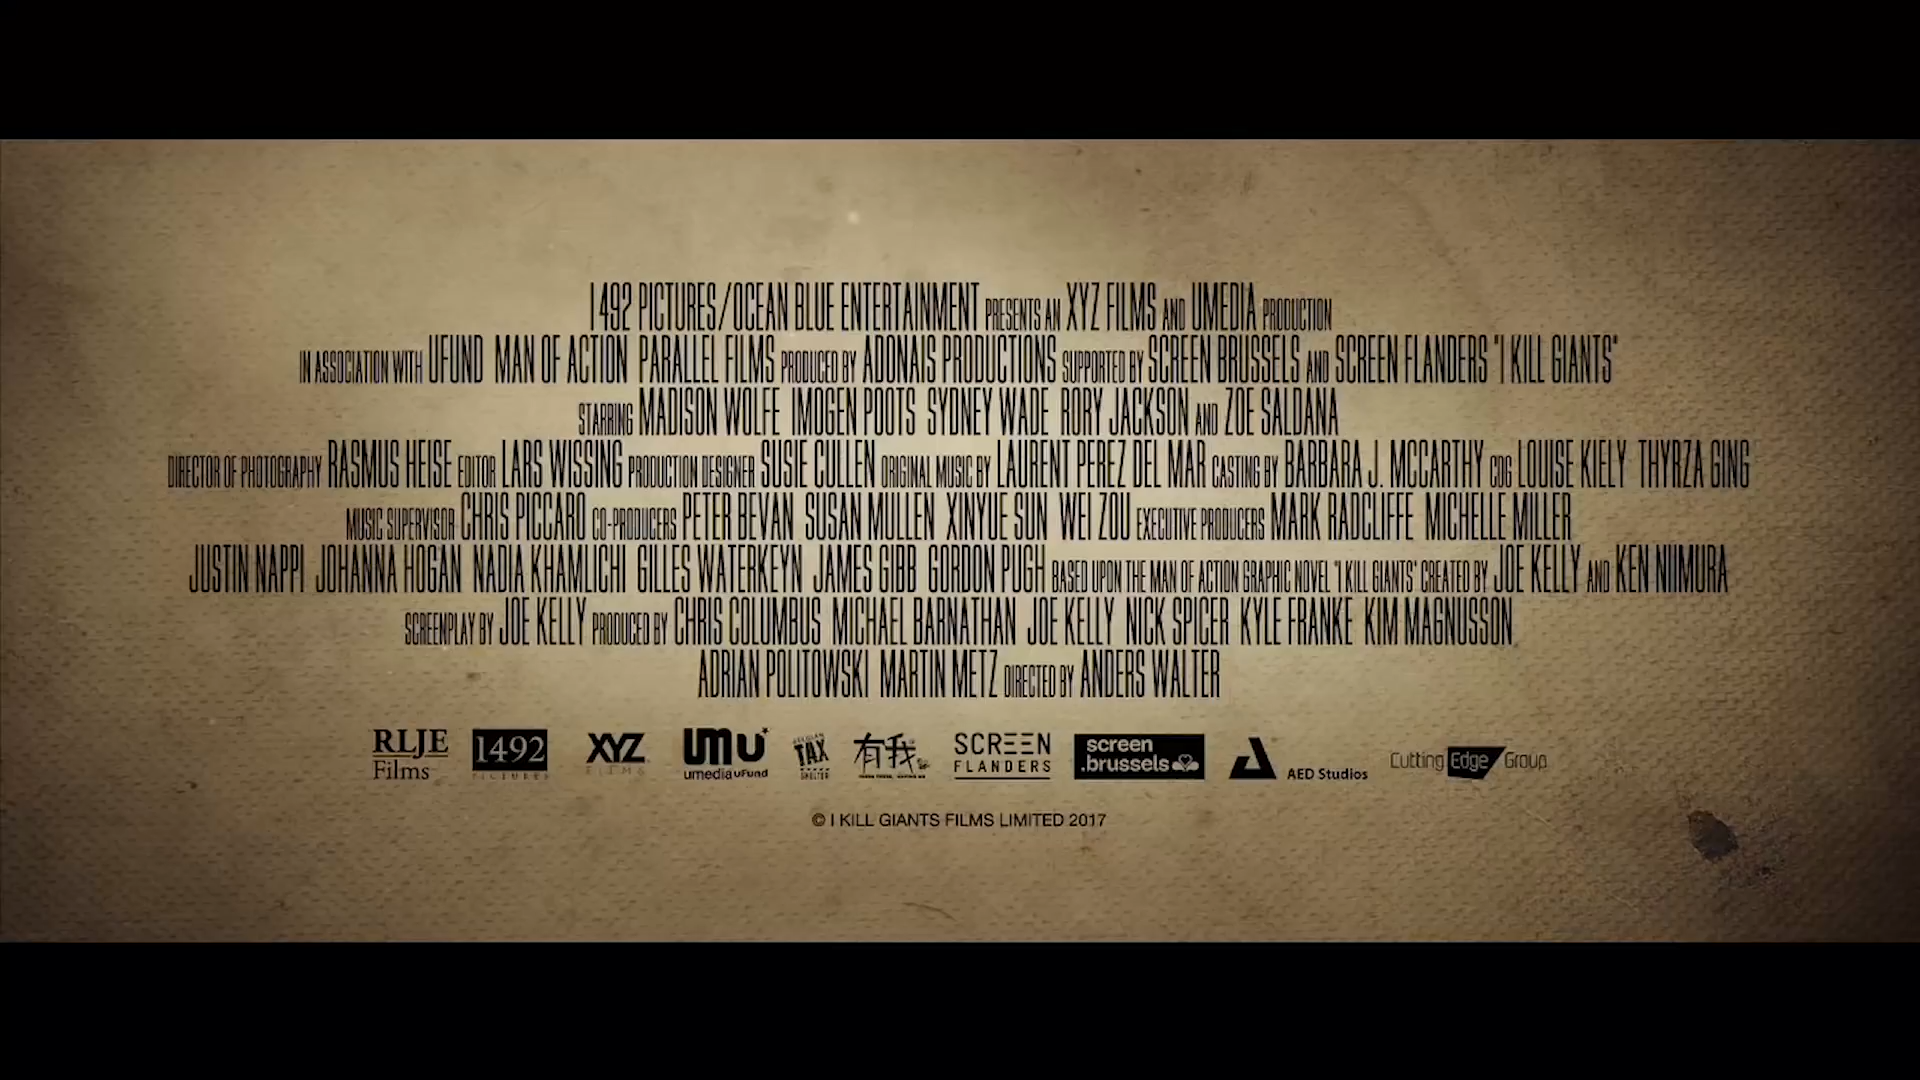 1492 PICTURES/OCEAN BLUE ENTERTAINMENT PRESENTS AN XYZ FILMS AND UMEDIA PRODUCTION
IN ASSOCIATION WITH UFUND MAN OF ACTION PARALLEL FILMS PRODUCED BY ADONAIS PRODUCTIONS SUPPORTED BY SCREEN BRUSSELS AND SCREEN FLANDERS "I KILL GIANTS"
STARRING MADISON WOLFE IMOGEN POOTS SYDNEY WADE RORY JACKSON AND ZOE SALDANA
DIRECTOR OF PHOTOGRAPHY RASMUS HEISE EDITOR LARS WISSING PRODUCTION DESIGNER SUSIE CULLEN ORIGINAL MUSIC BY LAURENT PEREZ DEL MAR CASTING BY BARBARA J. MCCARTHY CDG LOUISE KIELY THYRZA GING
MUSIC SUPERVISOR CHRIS PICCARO CO-PRODUCERS PETER BEVAN SUSAN MULLEN XINYUE SUN WEI ZOU EXECUTIVE PRODUCERS MARK RADCLIFFE MICHELLE MILLER
JUSTIN NAPPI JOHANNA HOGAN NADIA KHAMLICHI GILLES WATERKEYN JAMES GIBB GORDON PUGH BASED UPON THE MAN OF ACTION GRAPHIC NOVEL "I KILL GIANTS" CREATED BY JOE KELLY AND KEN NIIMURA
SCREENPLAY BY JOE KELLY PRODUCED BY CHRIS COLUMBUS MICHAEL BARNATHAN JOE KELLY NICK SPICER KYLE FRANKE KIM MAGNUSSON
ADRIAN POLITOWSKI MARTIN METZ DIRECTED BY ANDERS WALTER
RLJE Films 1492 PICTURES XYZ FILMS umu umedia uFund BELGIAN TAX SHELTER 有我 SCREEN FLANDERS screen .brussels AED Studios Cutting Edge Group
© I KILL GIANTS FILMS LIMITED 2017